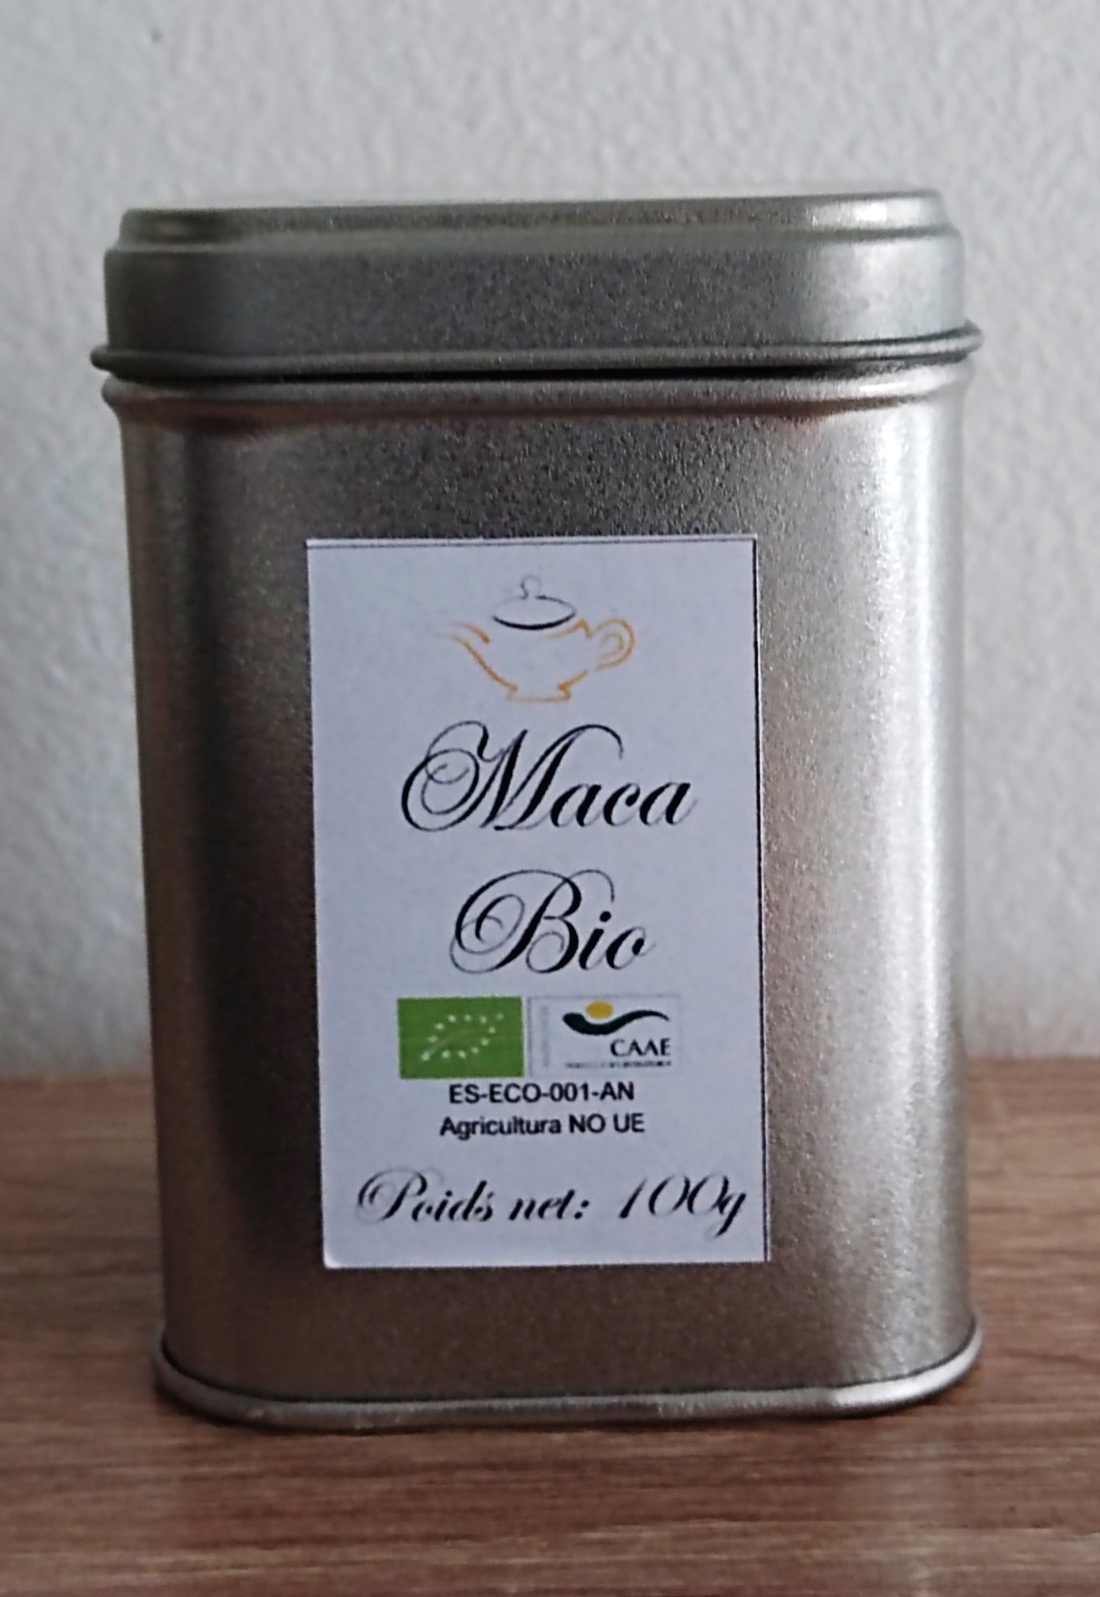 Maca
Bio
CAAE
ES-ECO-001-AN
Agricultura NO UE
Poids net: 100g